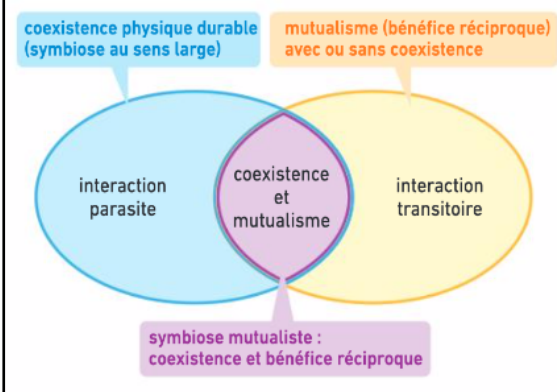 coexistence physique durable
(symbiose au sens large)
mutualisme (bénéfice réciproque)
avec ou sans coexistence
interaction
parasite
coexistence
et
mutualisme
interaction
transitoire
symbiose mutualiste :
coexistence et bénéfice réciproque